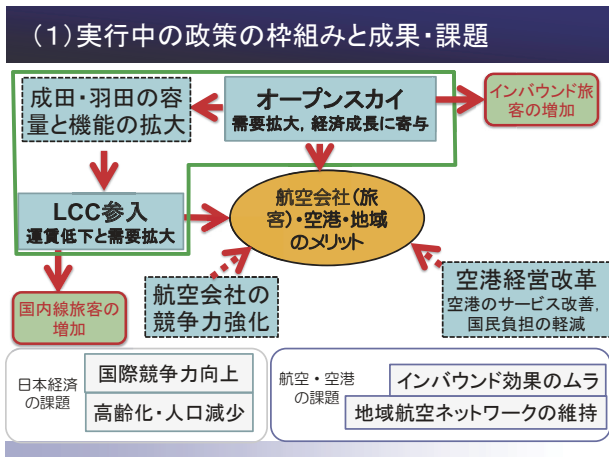 （1）実行中の政策の枠組みと成果・課題
成田・羽田の容
量と機能の拡大
オープンスカイ
需要拡大，経済成長に寄与
インバウンド旅
客の増加
LCC参入
運賃低下と需要拡大
航空会社（旅
客）・空港・地域
のメリット
国内線旅客の
増加
航空会社の
競争力強化
空港経営改革
空港のサービス改善，
国民負担の軽減
日本経済
の課題
国際競争力向上
高齢化・人口減少
航空・空港
の課題
インバウンド効果のムラ
地域航空ネットワークの維持